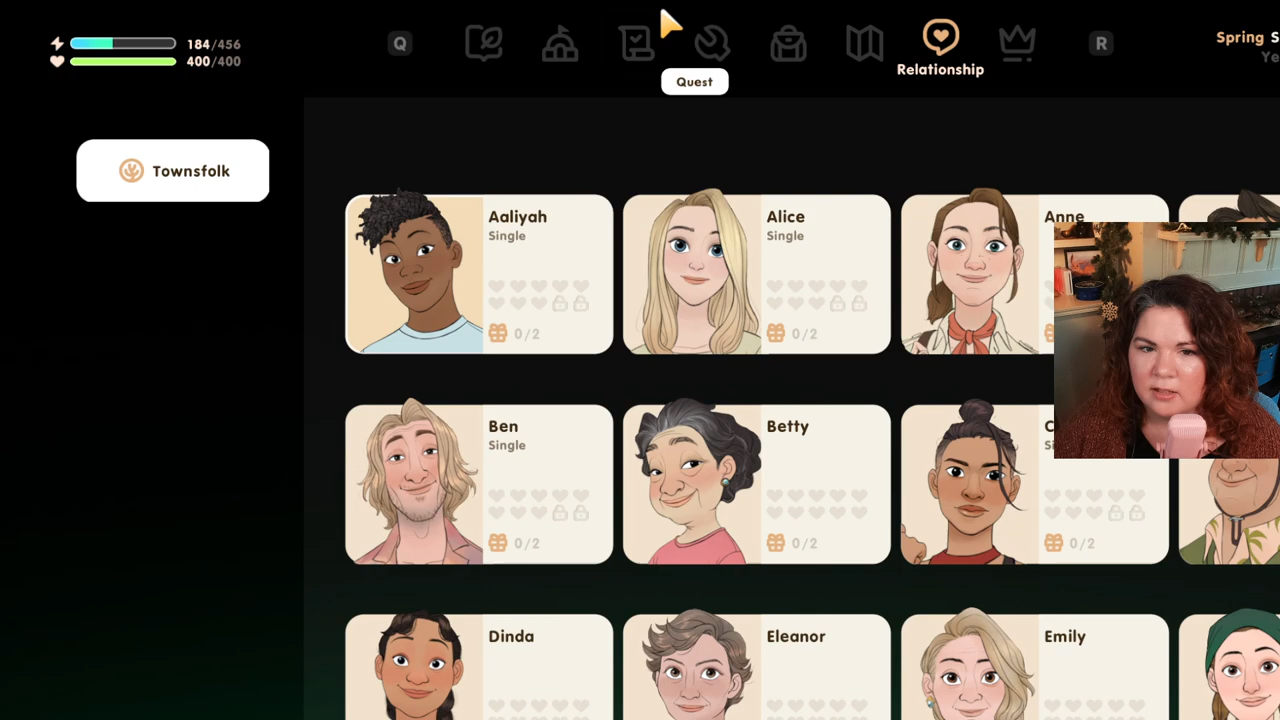 184/456
400/400
Q
R
Spring
Relationship
Quest
Townsfolk
Aaliyah
Single
0/2
Alice
Single
0/2
Anne
Ben
Single
0/2
Betty
0/2
0/2
Dinda
Eleanor
Emily